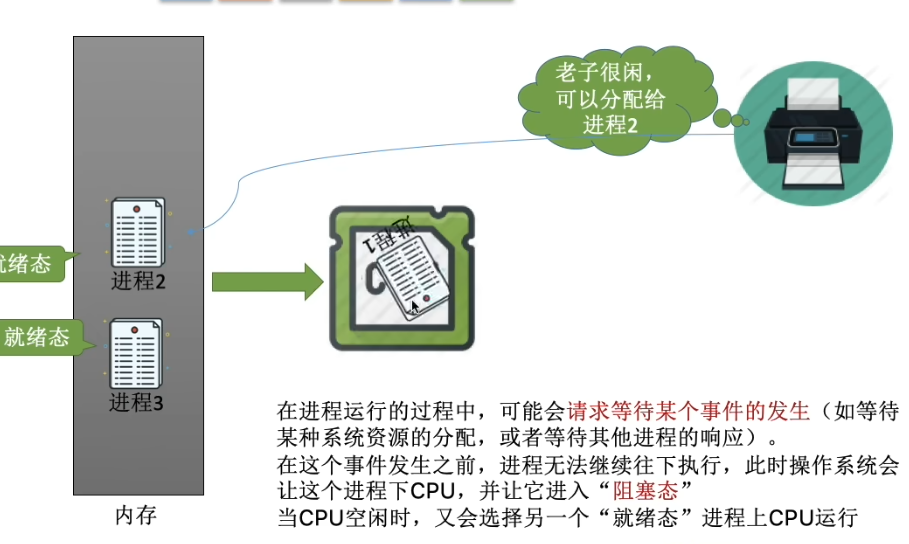 老子很闲，
可以分配给
进程2
进程1
就绪态
进程2
就绪态
进程3
内存
在进程运行的过程中，可能会请求等待某个事件的发生（如等待
某种系统资源的分配，或者等待其他进程的响应）。
在这个事件发生之前，进程无法继续往下执行，此时操作系统会
让这个进程下CPU，并让它进入“阻塞态”
当CPU空闲时，又会选择另一个“就绪态”进程上CPU运行